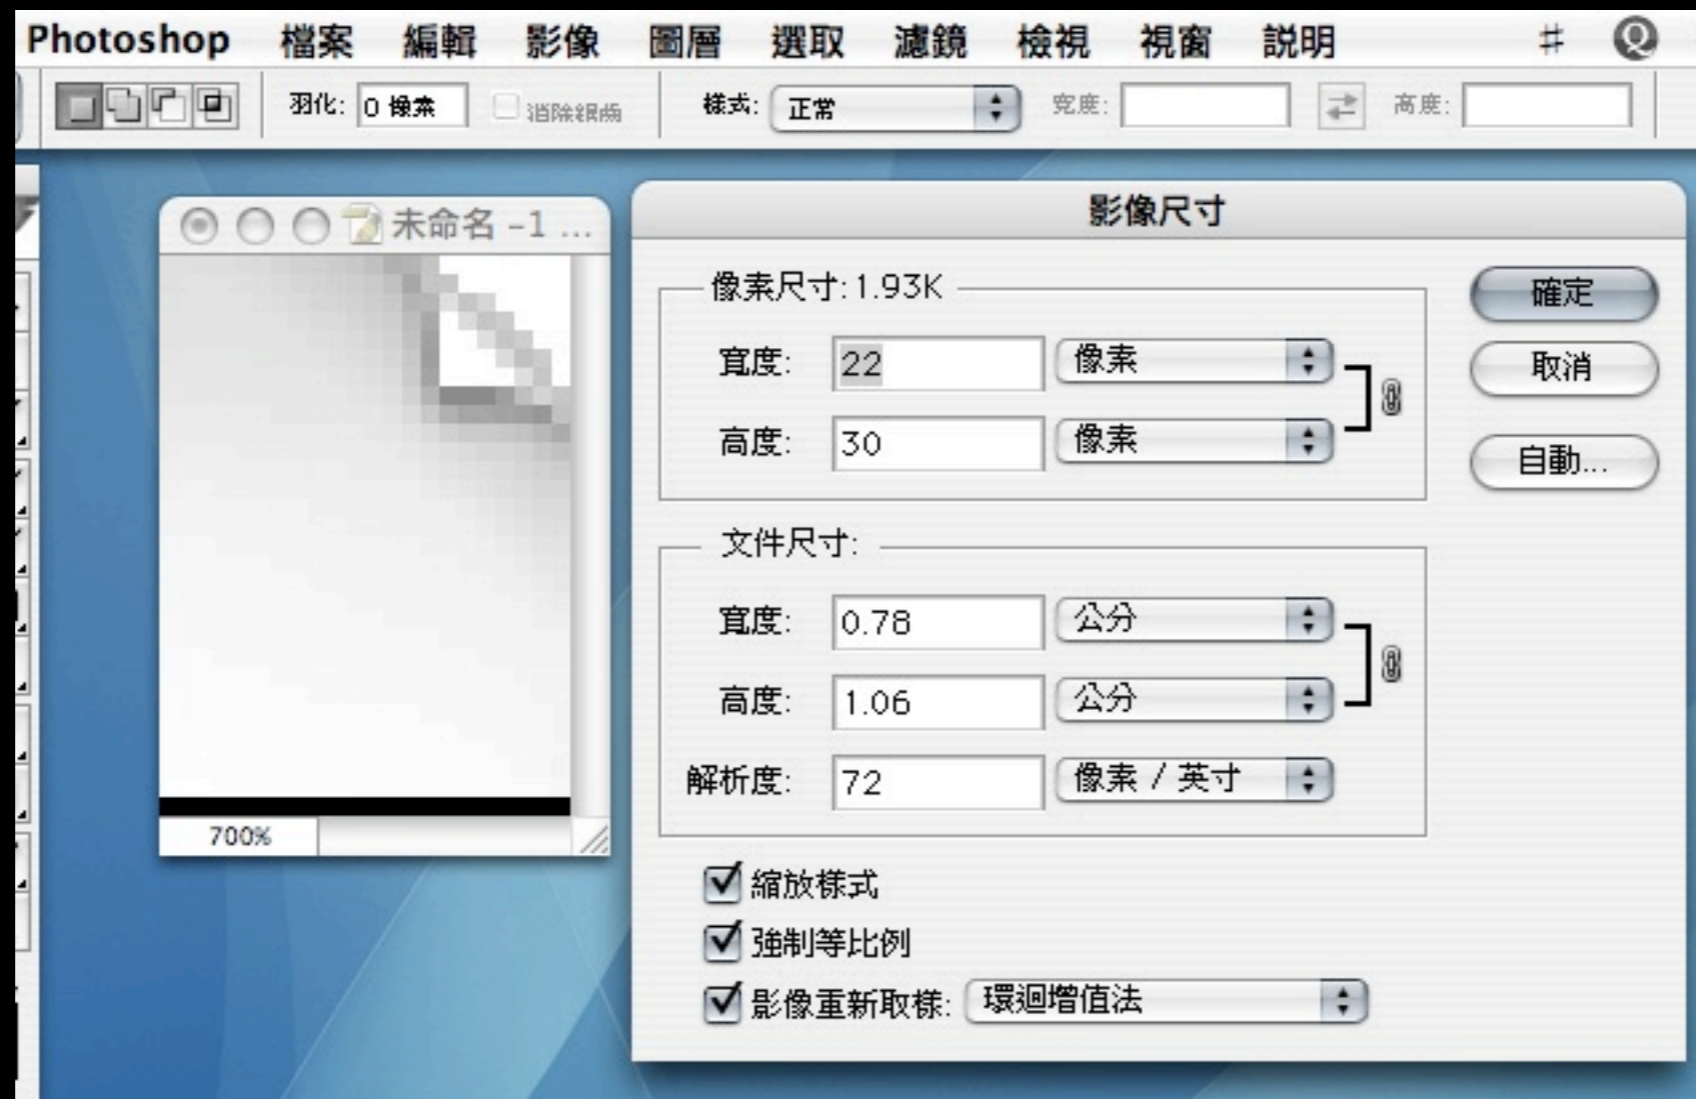 Photoshop 檔案 編輯 影像 圖層 選取 濾鏡 檢視 視窗 説明
羽化: 0 像素 消除鋸齒 樣式: 正常 寬度: 高度:
未命名 -1 ...
700%
影像尺寸
像素尺寸:1.93K
寬度: 22 像素
高度: 30 像素
文件尺寸:
寬度: 0.78 公分
高度: 1.06 公分
解析度: 72 像素 / 英寸
縮放樣式
強制等比例
影像重新取樣: 環迴增值法
確定
取消
自動...